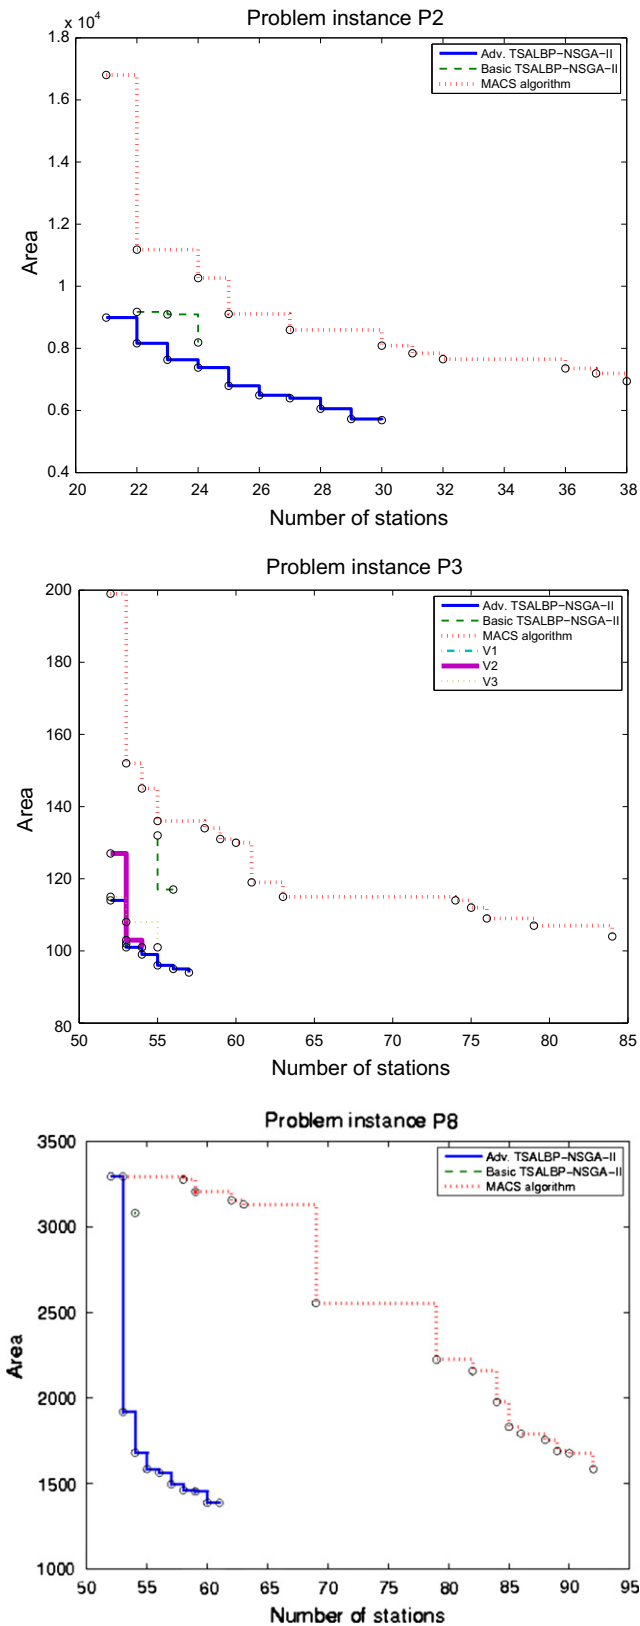 Problem instance P2
x 10⁴
1.8
1.6
1.4
1.2
1
0.8
0.6
0.4
Area
20 22 24 26 28 30 32 34 36 38
Number of stations
Adv. TSALBP−NSGA−II
Basic TSALBP−NSGA−II
MACS algorithm
Problem instance P3
200
180
160
140
120
100
80
Area
50 55 60 65 70 75 80 85
Number of stations
Adv. TSALBP−NSGA−II
Basic TSALBP−NSGA−II
MACS algorithm
V1
V2
V3
Problem instance P8
3500
3000
2500
2000
1500
1000
Area
50 55 60 65 70 75 80 85 90 95
Number of stations
Adv. TSALBP−NSGA−II
Basic TSALBP−NSGA−II
MACS algorithm